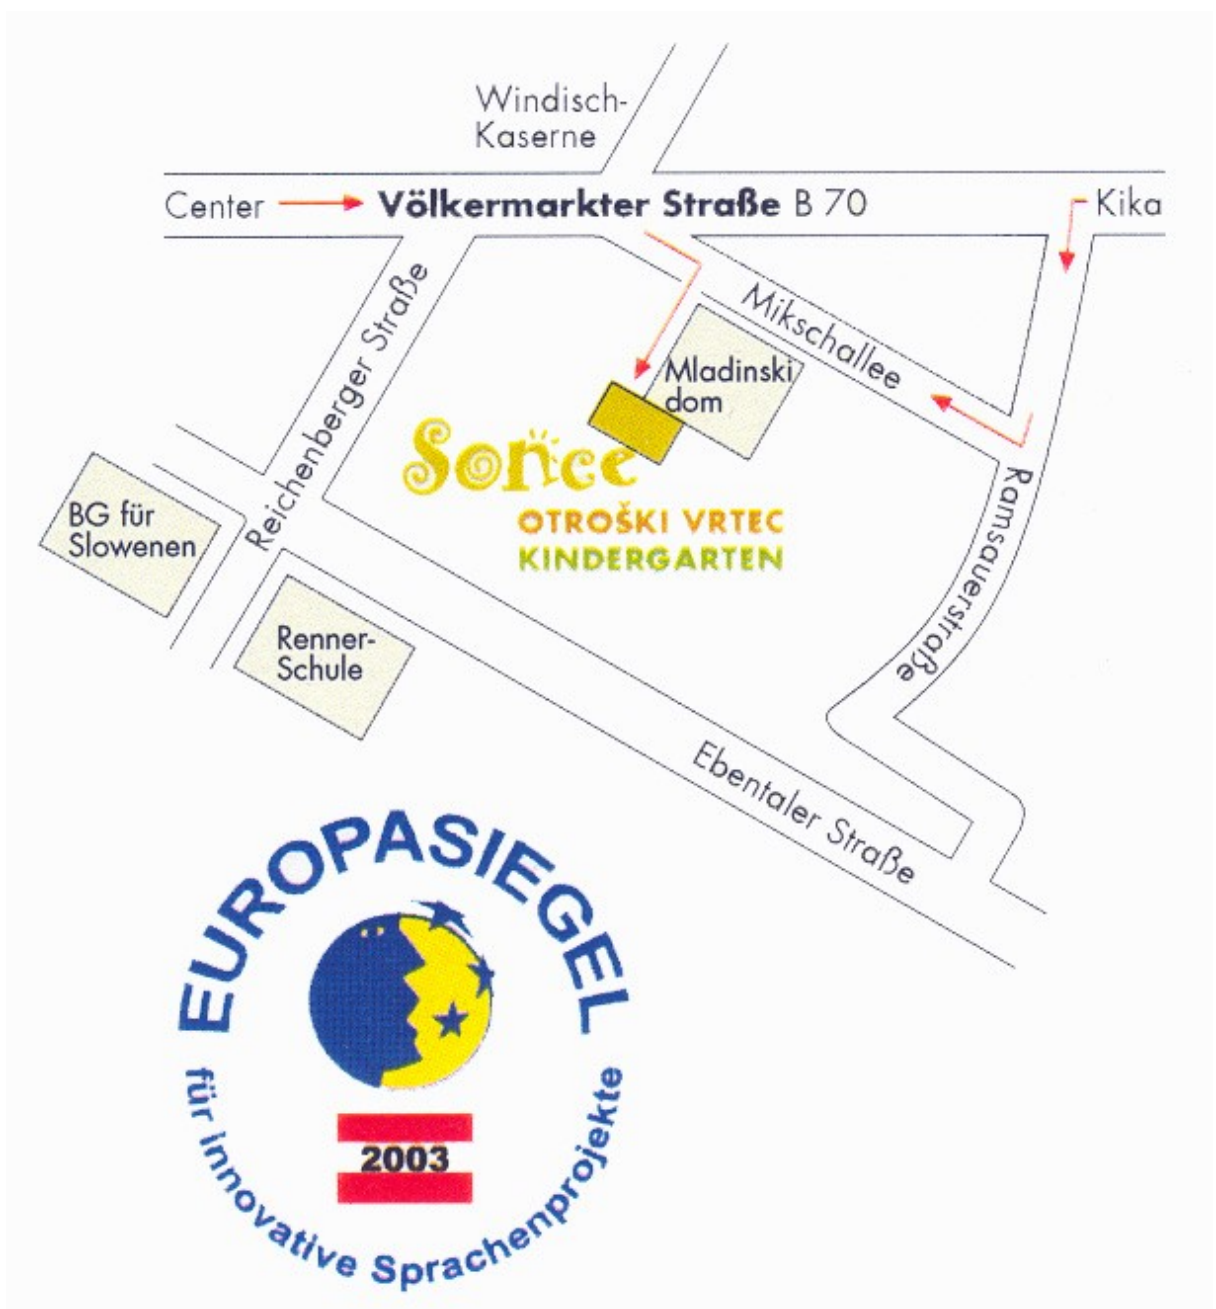 Windisch-
Kaserne
Center
Völkermarkter Straße B 70
Kika
Reichenberger Straße
Mikschallee
Mladinski
dom
Sonce
OTROŠKI VRTEC
KINDERGARTEN
BG für
Slowenen
Ramsauerstraße
Renner-
Schule
Ebentaler Straße
EUROPASIEGEL
2003
für innovative Sprachenprojekte